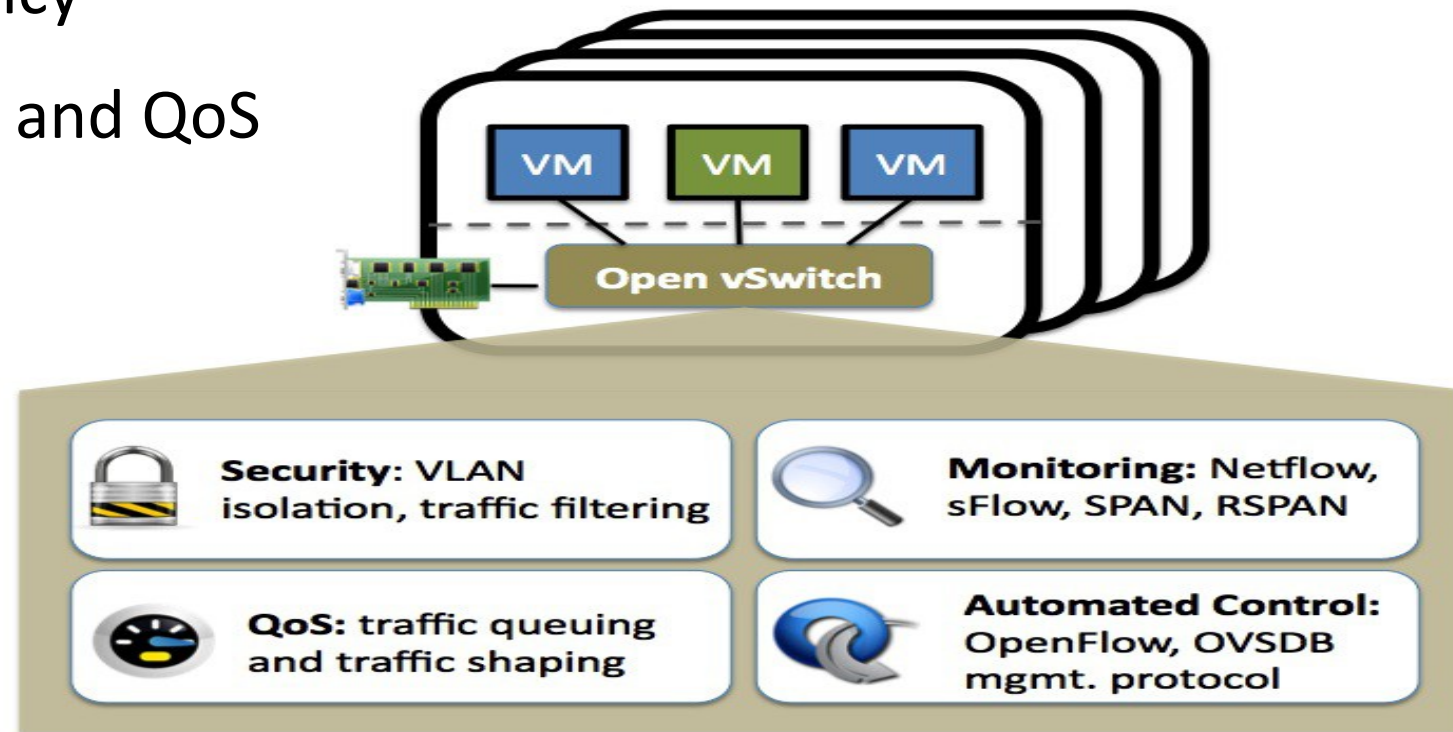 and QoS
VM VM VM
Open vSwitch
Security: VLAN
isolation, traffic filtering
Monitoring: Netflow,
sFlow, SPAN, RSPAN
QoS: traffic queuing
and traffic shaping
Automated Control:
OpenFlow, OVSDB
mgmt. protocol